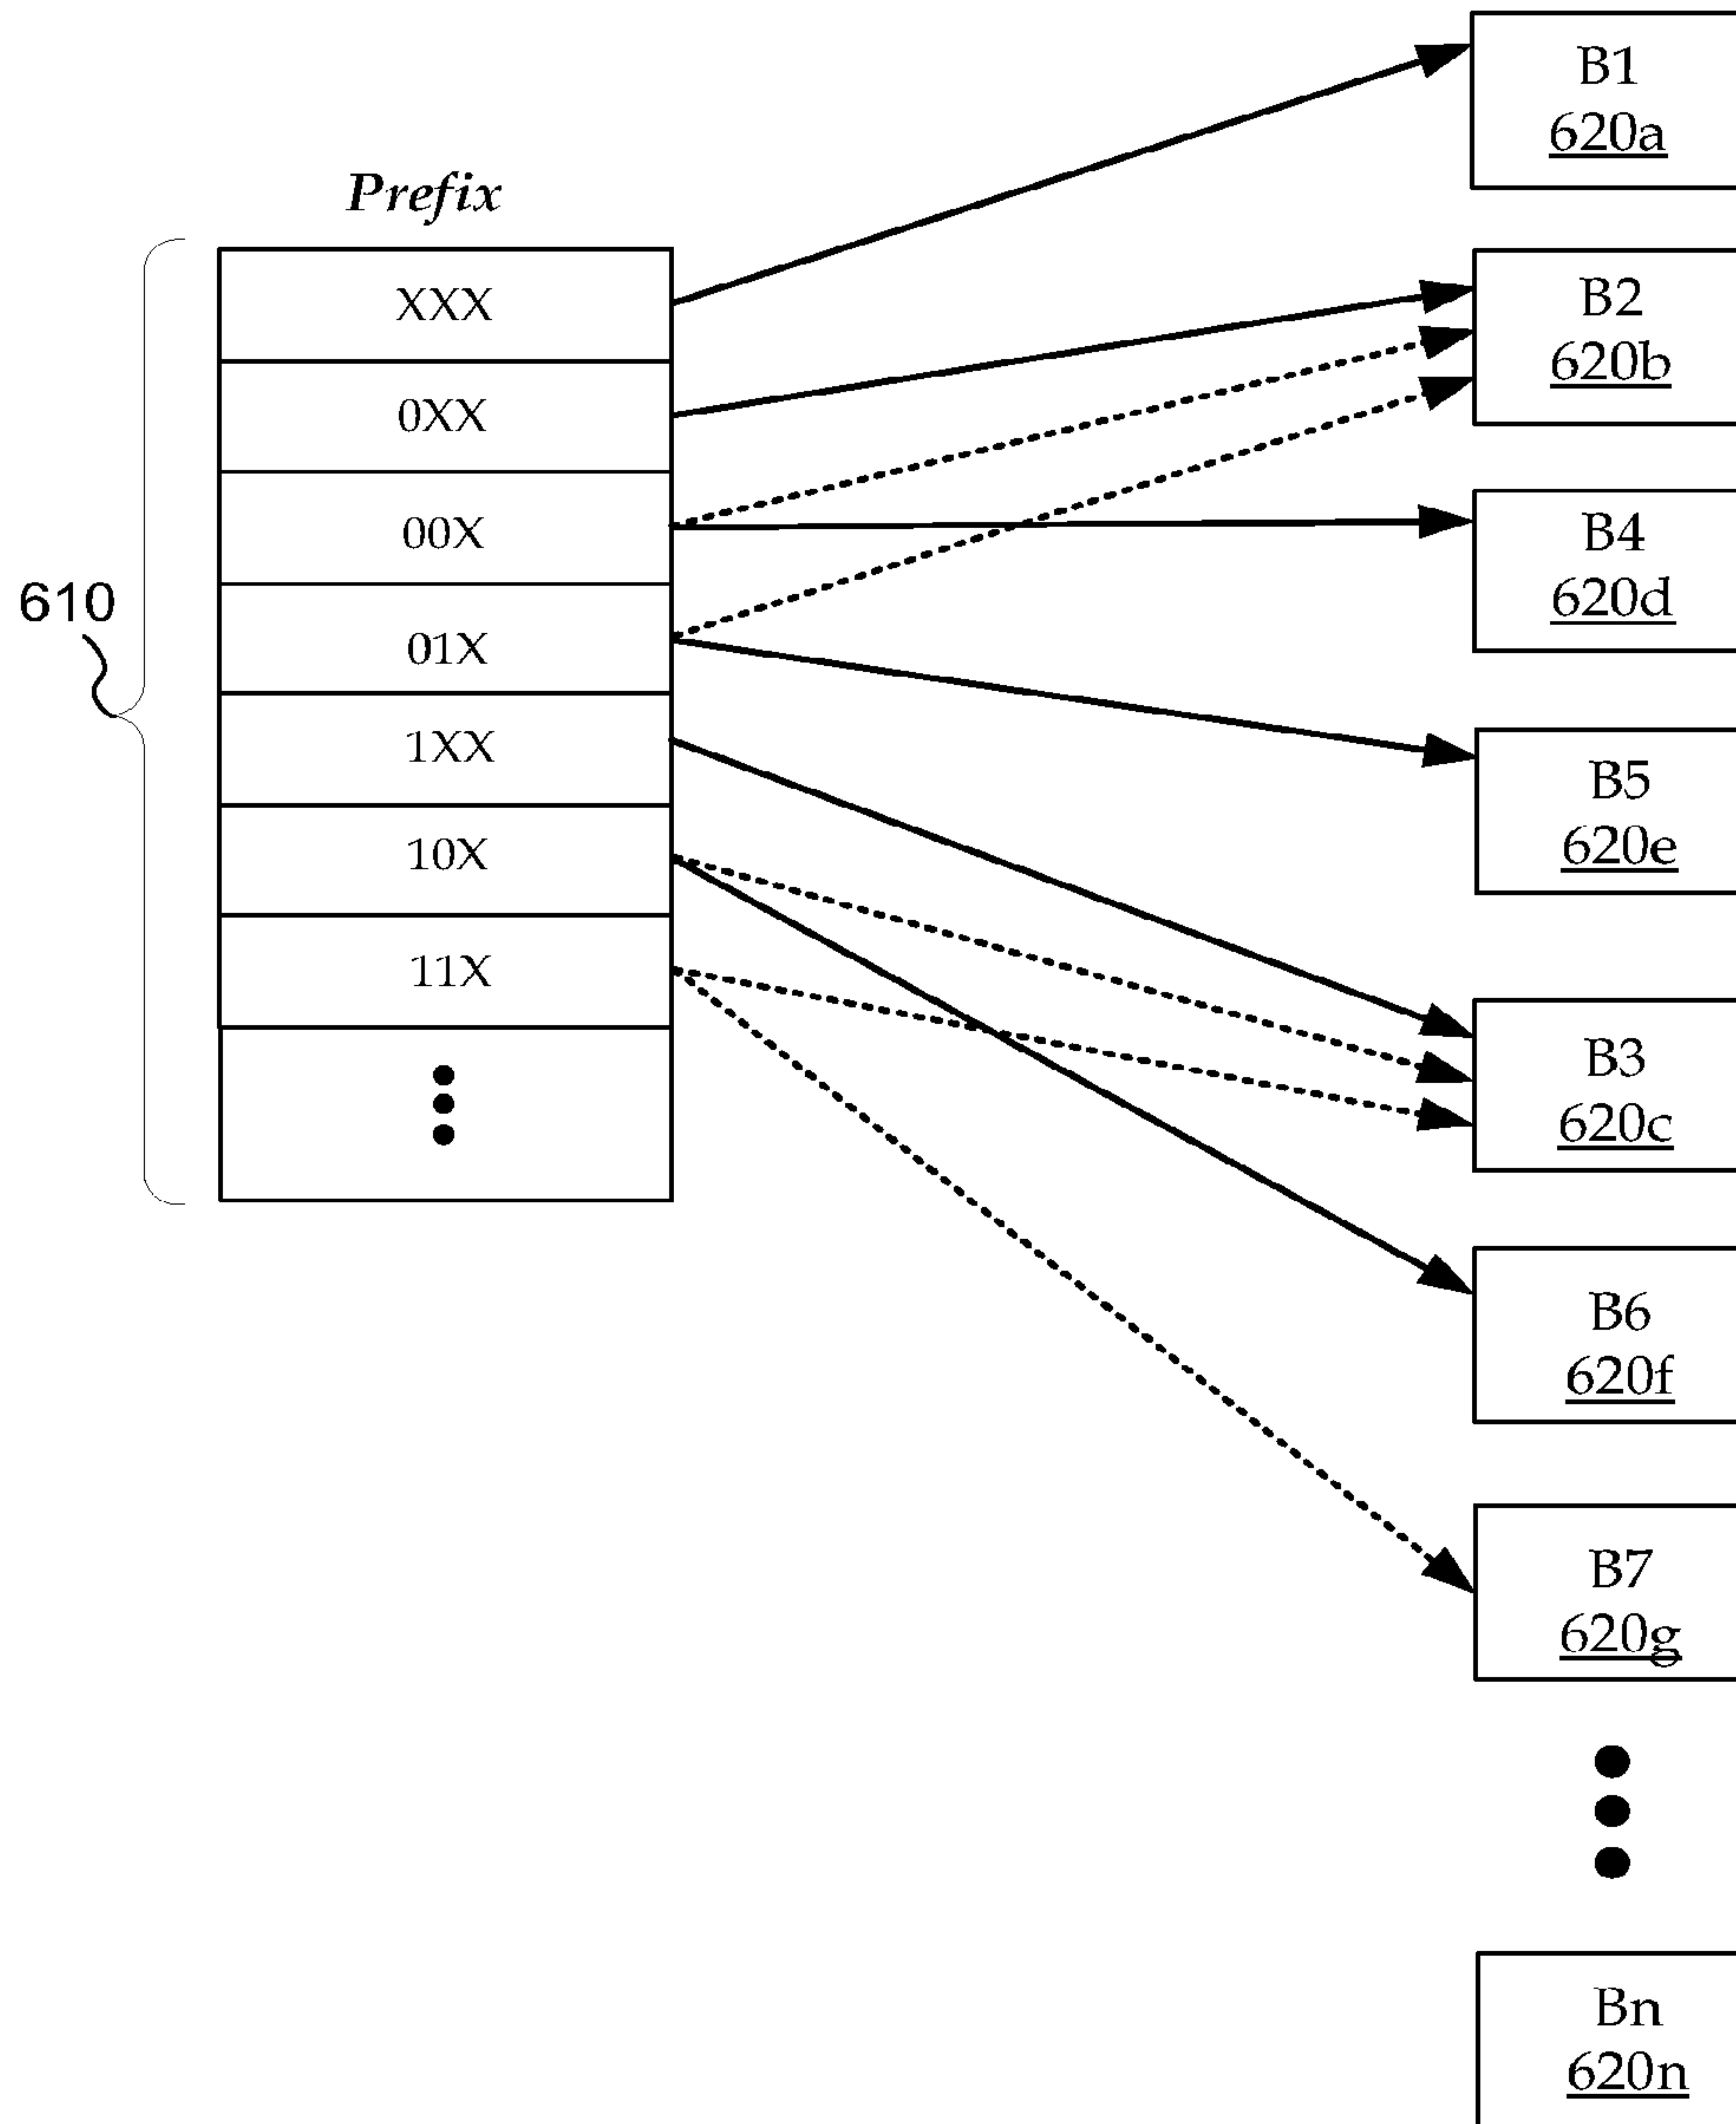 Prefix
XXX
0XX
00X
01X
1XX
10X
11X
610
B1
620a
B2
620b
B4
620d
B5
620e
B3
620c
B6
620f
B7
620g
Bn
620n